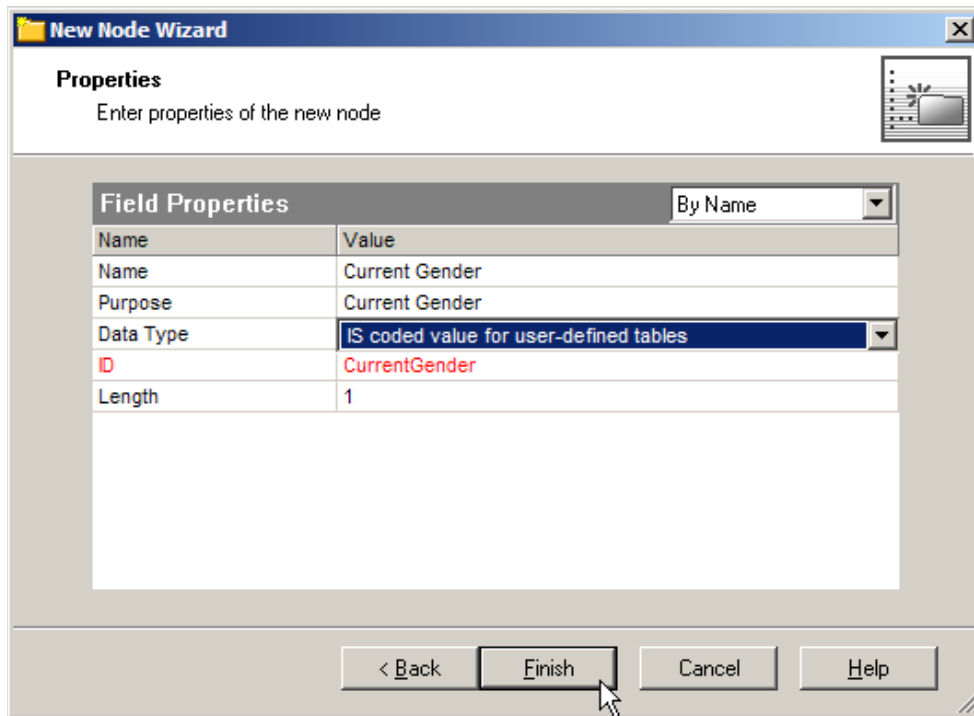 New Node Wizard
Properties
Enter properties of the new node
Field Properties By Name
Name Value
Name Current Gender
Purpose Current Gender
Data Type IS coded value for user-defined tables
ID CurrentGender
Length 1
< Back Finish Cancel Help